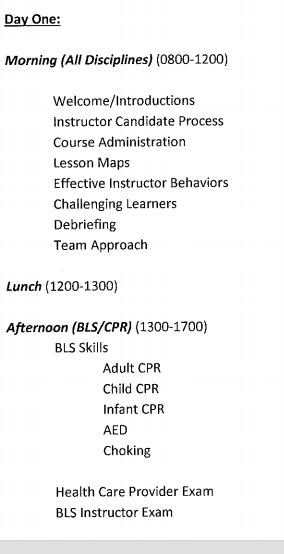 Day One:
Morning (All Disciplines) (0800-1200)
Welcome/Introductions
Instructor Candidate Process
Course Administration
Lesson Maps
Effective Instructor Behaviors
Challenging Learners
Debriefing
Team Approach
Lunch (1200-1300)
Afternoon (BLS/CPR) (1300-1700)
BLS Skills
Adult CPR
Child CPR
Infant CPR
AED
Choking
Health Care Provider Exam
BLS Instructor Exam